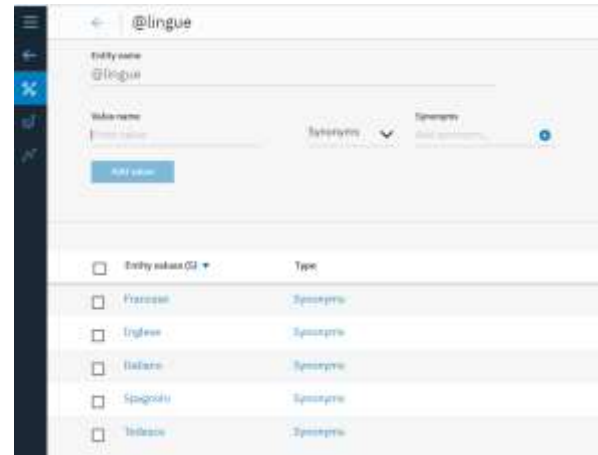 @lingue
Entity name
@lingue
Value name
Synonyms
Synonyms
Add value
Entity values (5)
Type
Francese
Synonyms
Inglese
Synonyms
Italiano
Synonyms
Spagnolo
Synonyms
Tedesco
Synonyms